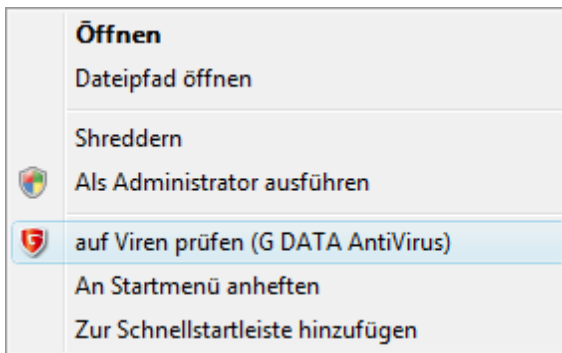 Öffnen
Dateipfad öffnen
Shreddern
Als Administrator ausführen
auf Viren prüfen (G DATA AntiVirus)
An Startmenü anheften
Zur Schnellstartleiste hinzufügen